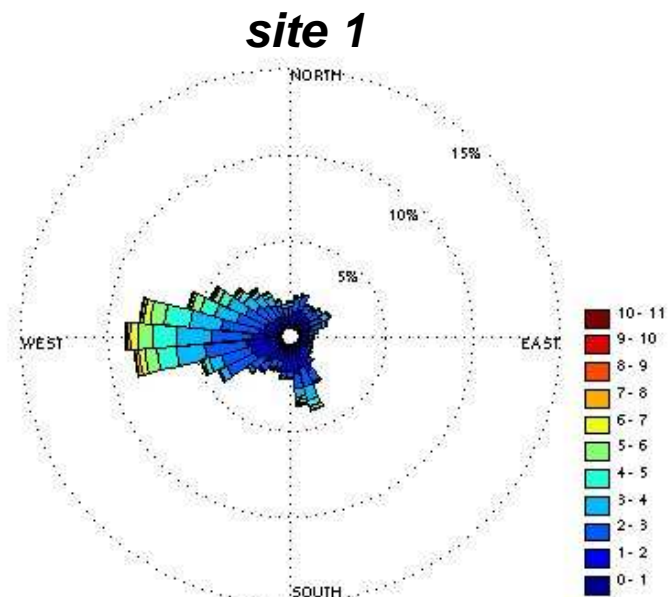 site 1
NORTH
15%
10%
5%
WEST
EAST
SOUTH
10 - 11
9 - 10
8 - 9
7 - 8
6 - 7
5 - 6
4 - 5
3 - 4
2 - 3
1 - 2
0 - 1